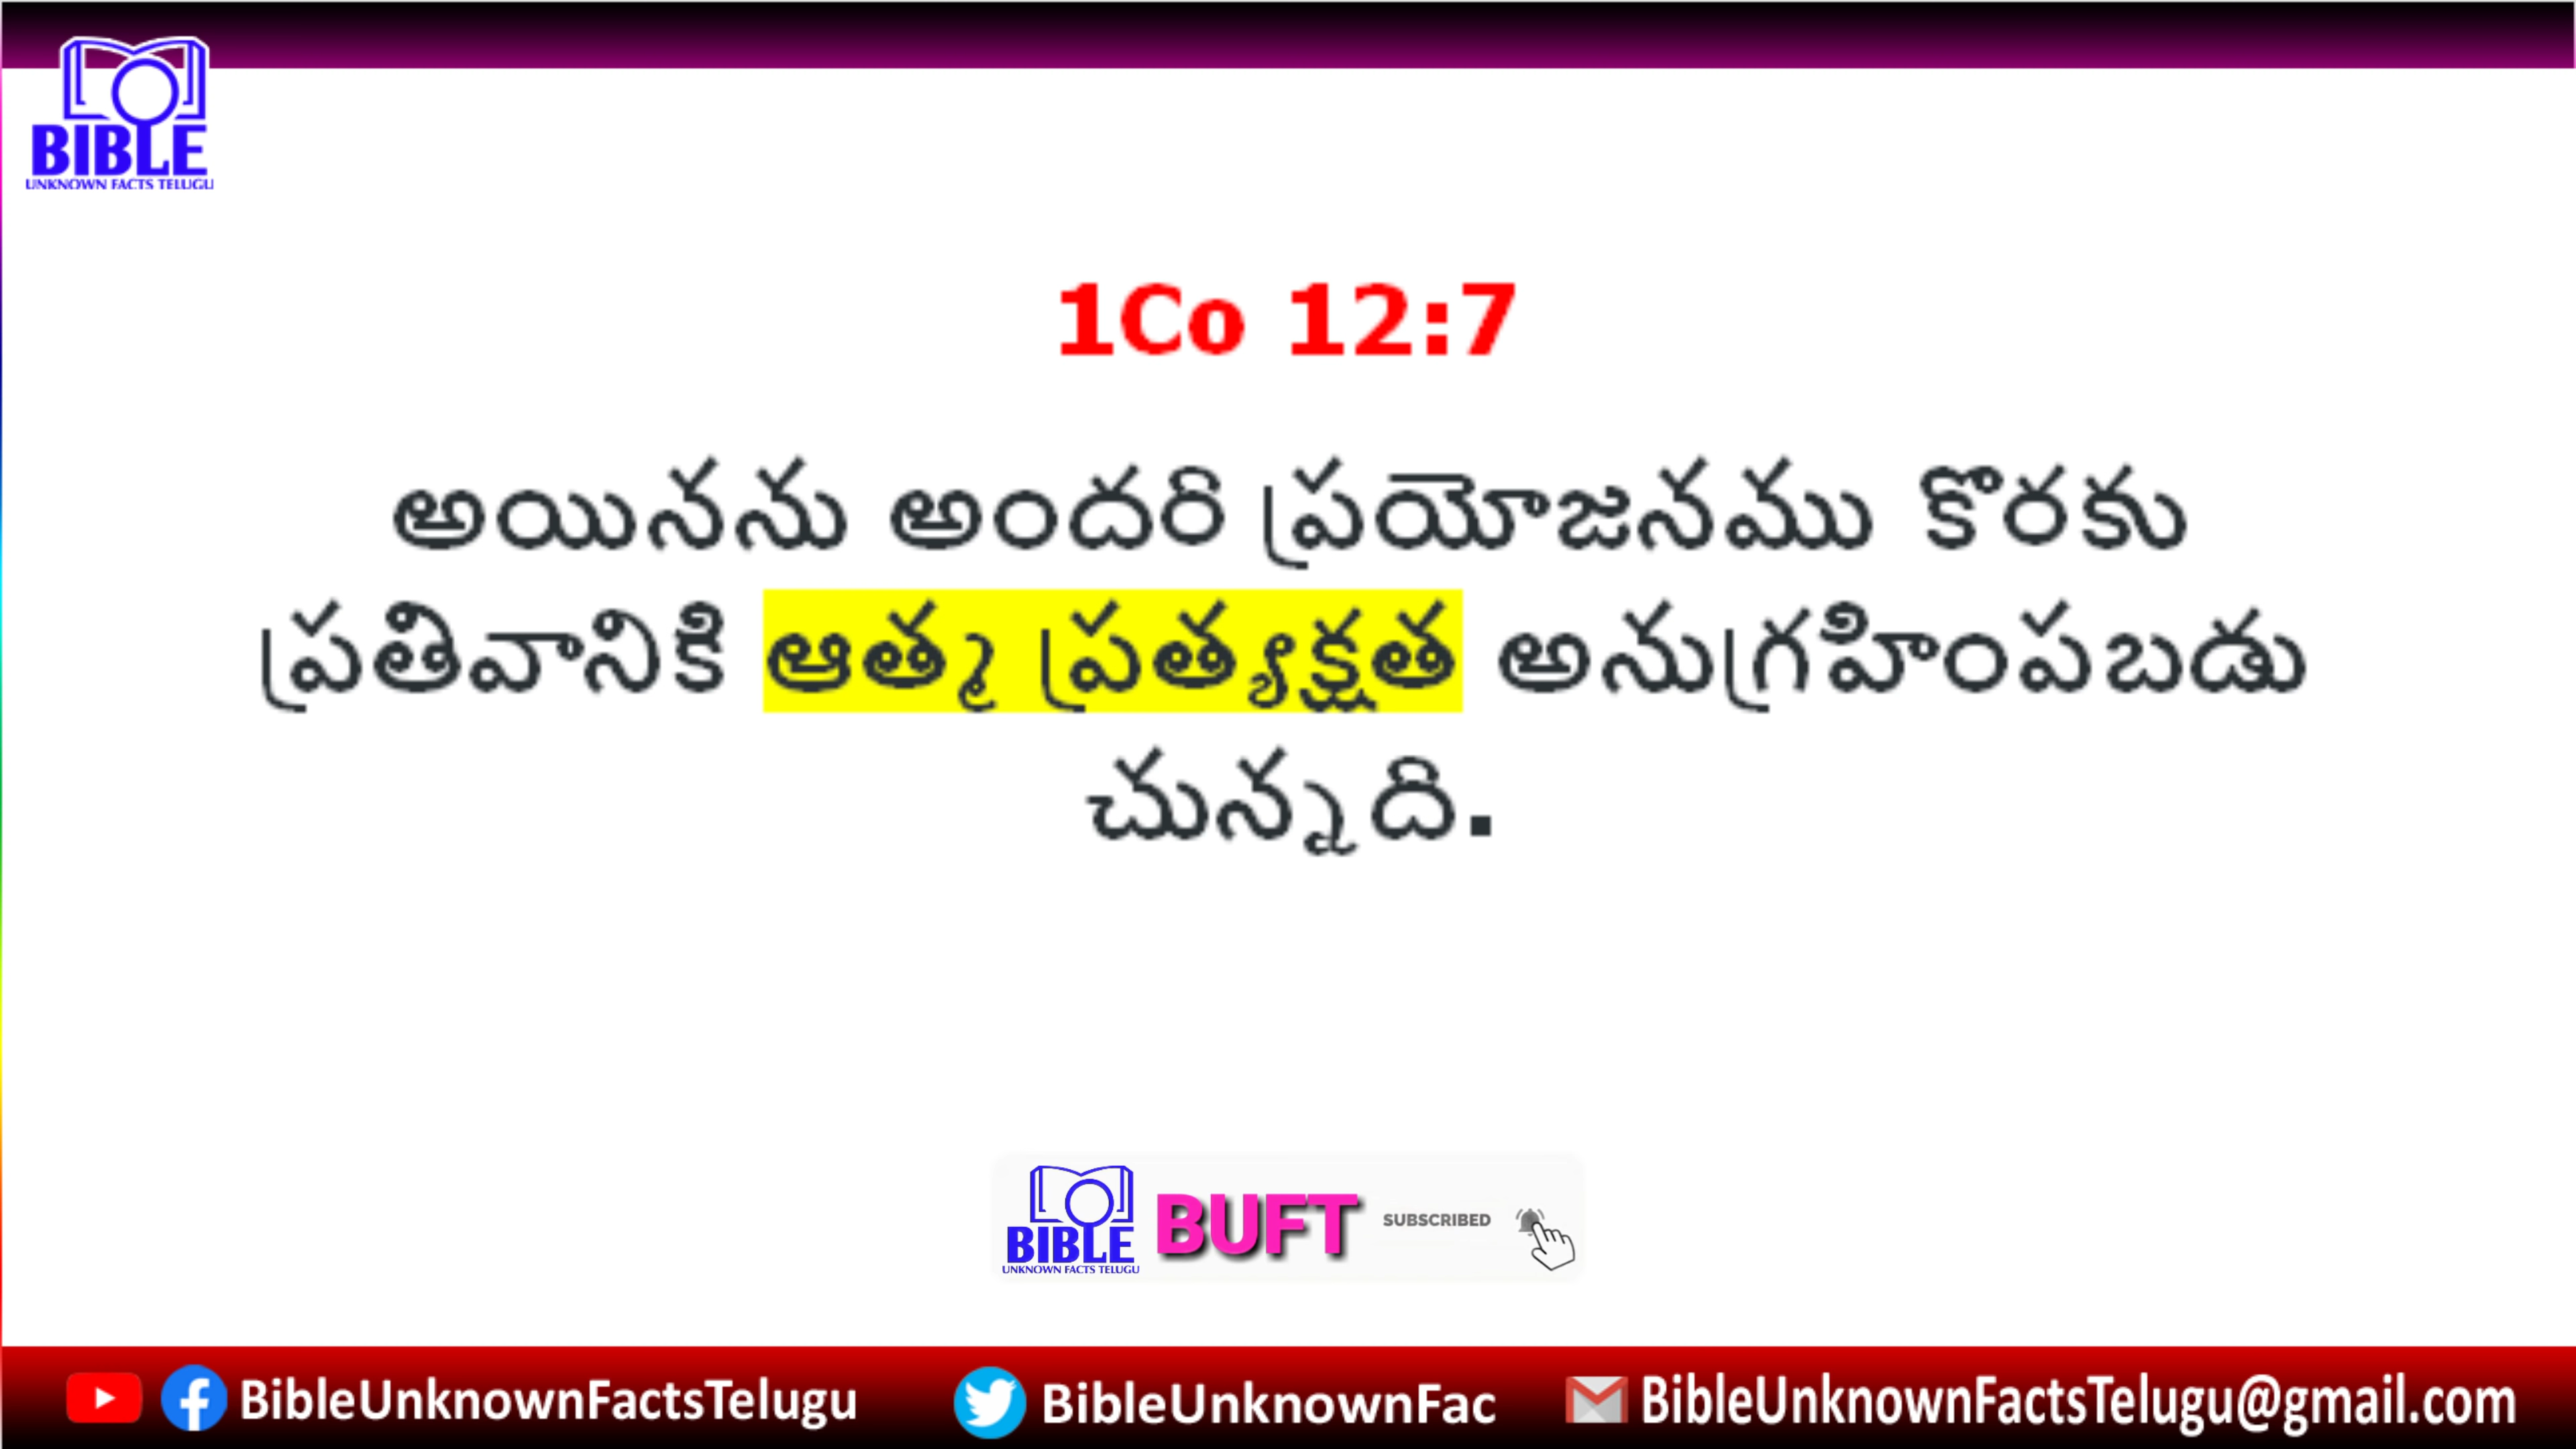 BIBLE
UNKNOWN FACTS TELUGU
1Co 12:7
అయినను అందరి ప్రయోజనము కొరకు
ప్రతివానికి ఆత్మ ప్రత్యక్షత అనుగ్రహింపబడు
చున్నది.
BIBLE
UNKNOWN FACTS TELUGU
BUFT
SUBSCRIBED
BibleUnknownFactsTelugu
BibleUnknownFac
BibleUnknownFactsTelugu@gmail.com